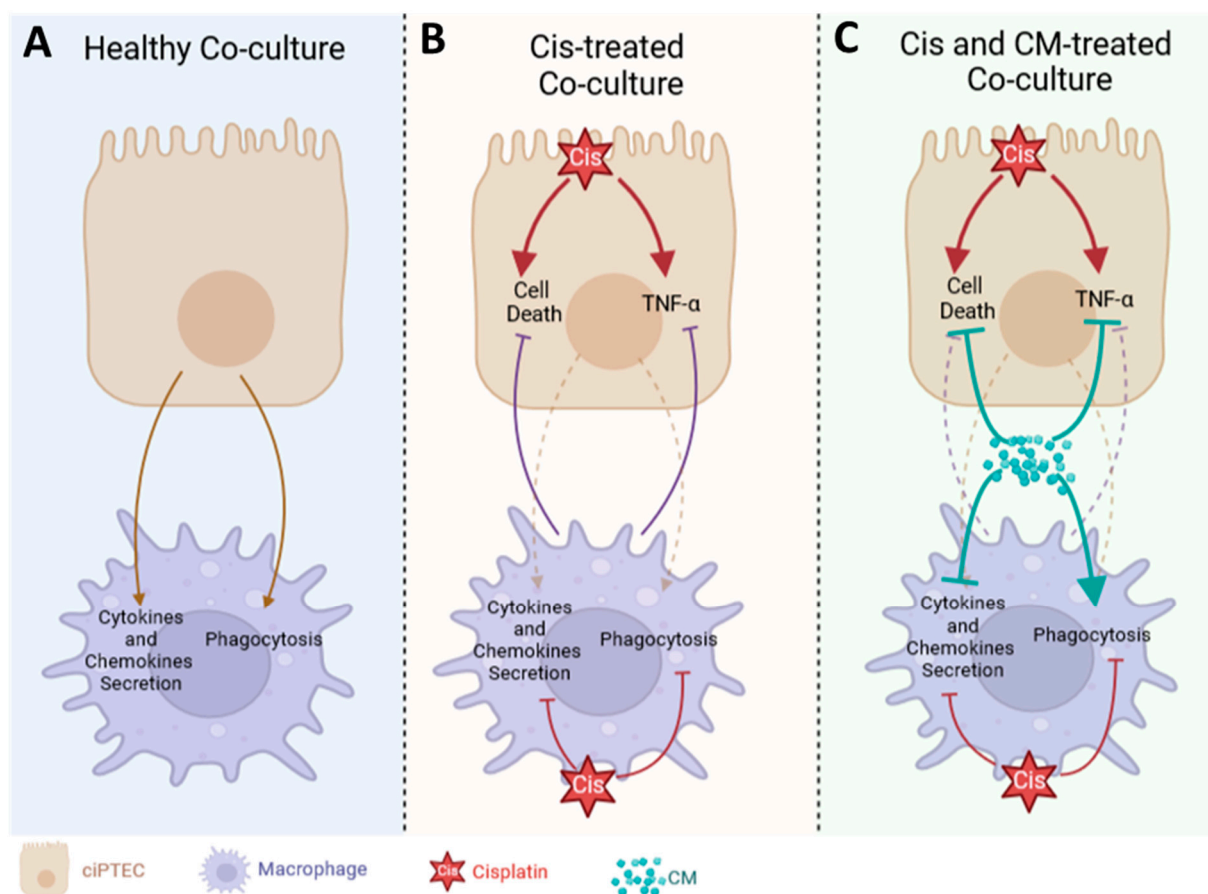 A
Healthy Co-culture
Cytokines
and
Chemokines
Secretion
Phagocytosis
B
Cis-treated
Co-culture
Cis
Cell
Death
TNF-α
Cytokines
and
Chemokines
Secretion
Phagocytosis
Cis
C
Cis and CM-treated
Co-culture
Cis
Cell
Death
TNF-α
Cytokines
and
Chemokines
Secretion
Phagocytosis
Cis
ciPTEC
Macrophage
Cis
Cisplatin
CM